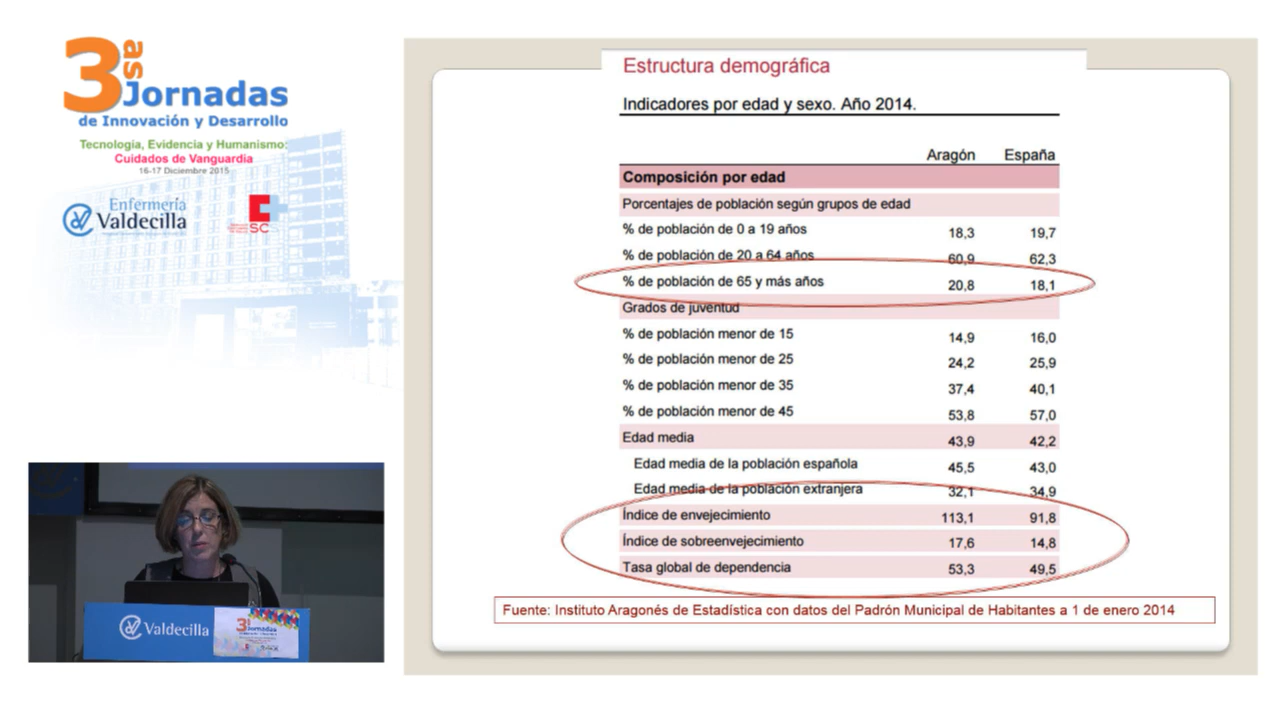 3as Jornadas
de Innovación y Desarrollo
Tecnología, Evidencia y Humanismo:
Cuidados de Vanguardia
16-17 Diciembre 2015
Enfermería
Valdecilla
SC
Estructura demográfica
Indicadores por edad y sexo. Año 2014.
Aragón España
Composición por edad
Porcentajes de población según grupos de edad
% de población de 0 a 19 años 18,3 19,7
% de población de 20 a 64 años 60,9 62,3
% de población de 65 y más años 20,8 18,1
Grados de juventud
% de población menor de 15 14,9 16,0
% de población menor de 25 24,2 25,9
% de población menor de 35 37,4 40,1
% de población menor de 45 53,8 57,0
Edad media 43,9 42,2
Edad media de la población española 45,5 43,0
Edad media de la población extranjera 32,1 34,9
Índice de envejecimiento 113,1 91,8
Índice de sobreenvejecimiento 17,6 14,8
Tasa global de dependencia 53,3 49,5
Fuente: Instituto Aragonés de Estadística con datos del Padrón Municipal de Habitantes a 1 de enero 2014
Valdecilla
3as Jornadas